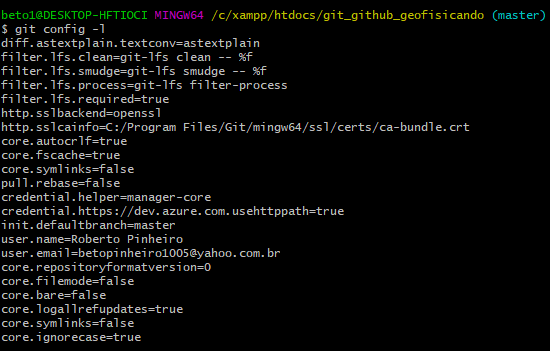 beto1@DESKTOP-HFTIOCI MINGW64 /c/xampp/htdocs/git_github_geofisicando (master)
$ git config -l
diff.astextplain.textconv=astextplain
filter.lfs.clean=git-lfs clean -- %f
filter.lfs.smudge=git-lfs smudge -- %f
filter.lfs.process=git-lfs filter-process
filter.lfs.required=true
http.sslbackend=openssl
http.sslcainfo=C:/Program Files/Git/mingw64/ssl/certs/ca-bundle.crt
core.autocrlf=true
core.fscache=true
core.symlinks=false
pull.rebase=false
credential.helper=manager-core
credential.https://dev.azure.com.usehttppath=true
init.defaultbranch=master
user.name=Roberto Pinheiro
user.email=betopinheiro1005@yahoo.com.br
core.repositoryformatversion=0
core.filemode=false
core.bare=false
core.logallrefupdates=true
core.symlinks=false
core.ignorecase=true